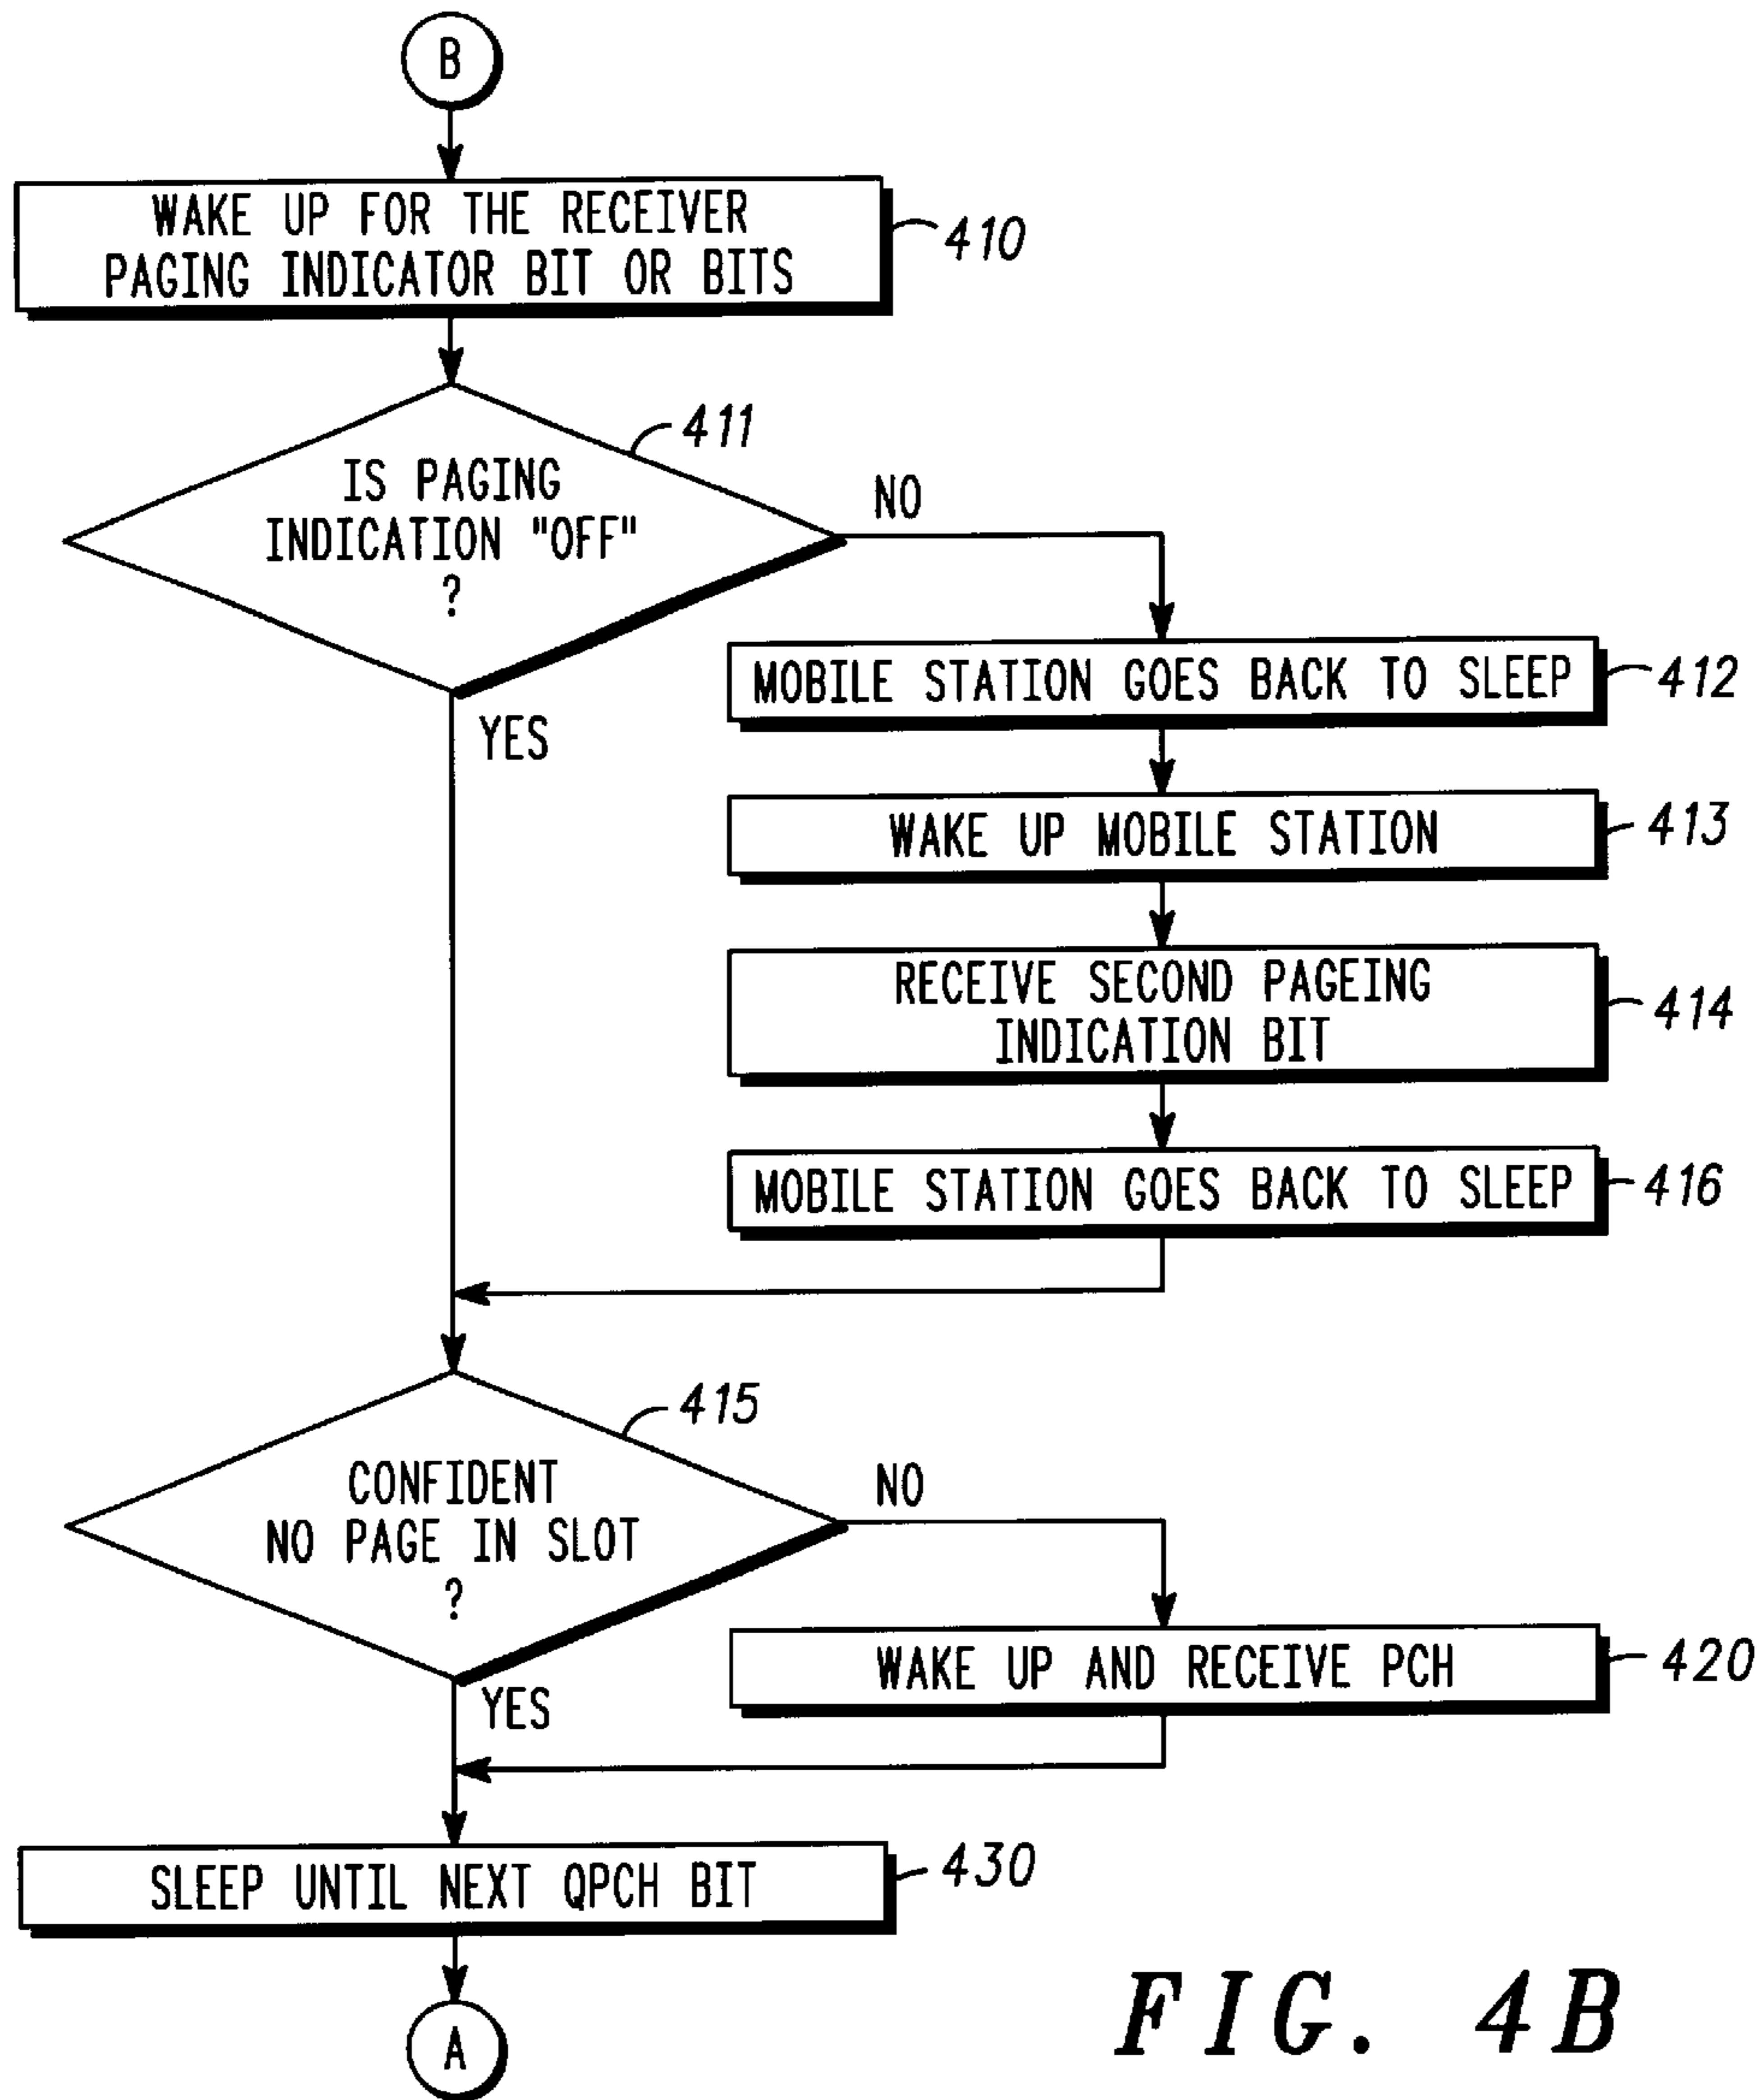 B
WAKE UP FOR THE RECEIVER
PAGING INDICATOR BIT OR BITS
410
411
IS PAGING
INDICATION "OFF"
?
NO
YES
MOBILE STATION GOES BACK TO SLEEP
412
WAKE UP MOBILE STATION
413
RECEIVE SECOND PAGEING
INDICATION BIT
414
MOBILE STATION GOES BACK TO SLEEP
416
415
CONFIDENT
NO PAGE IN SLOT
?
NO
YES
WAKE UP AND RECEIVE PCH
420
SLEEP UNTIL NEXT QPCH BIT
430
A
FIG. 4B